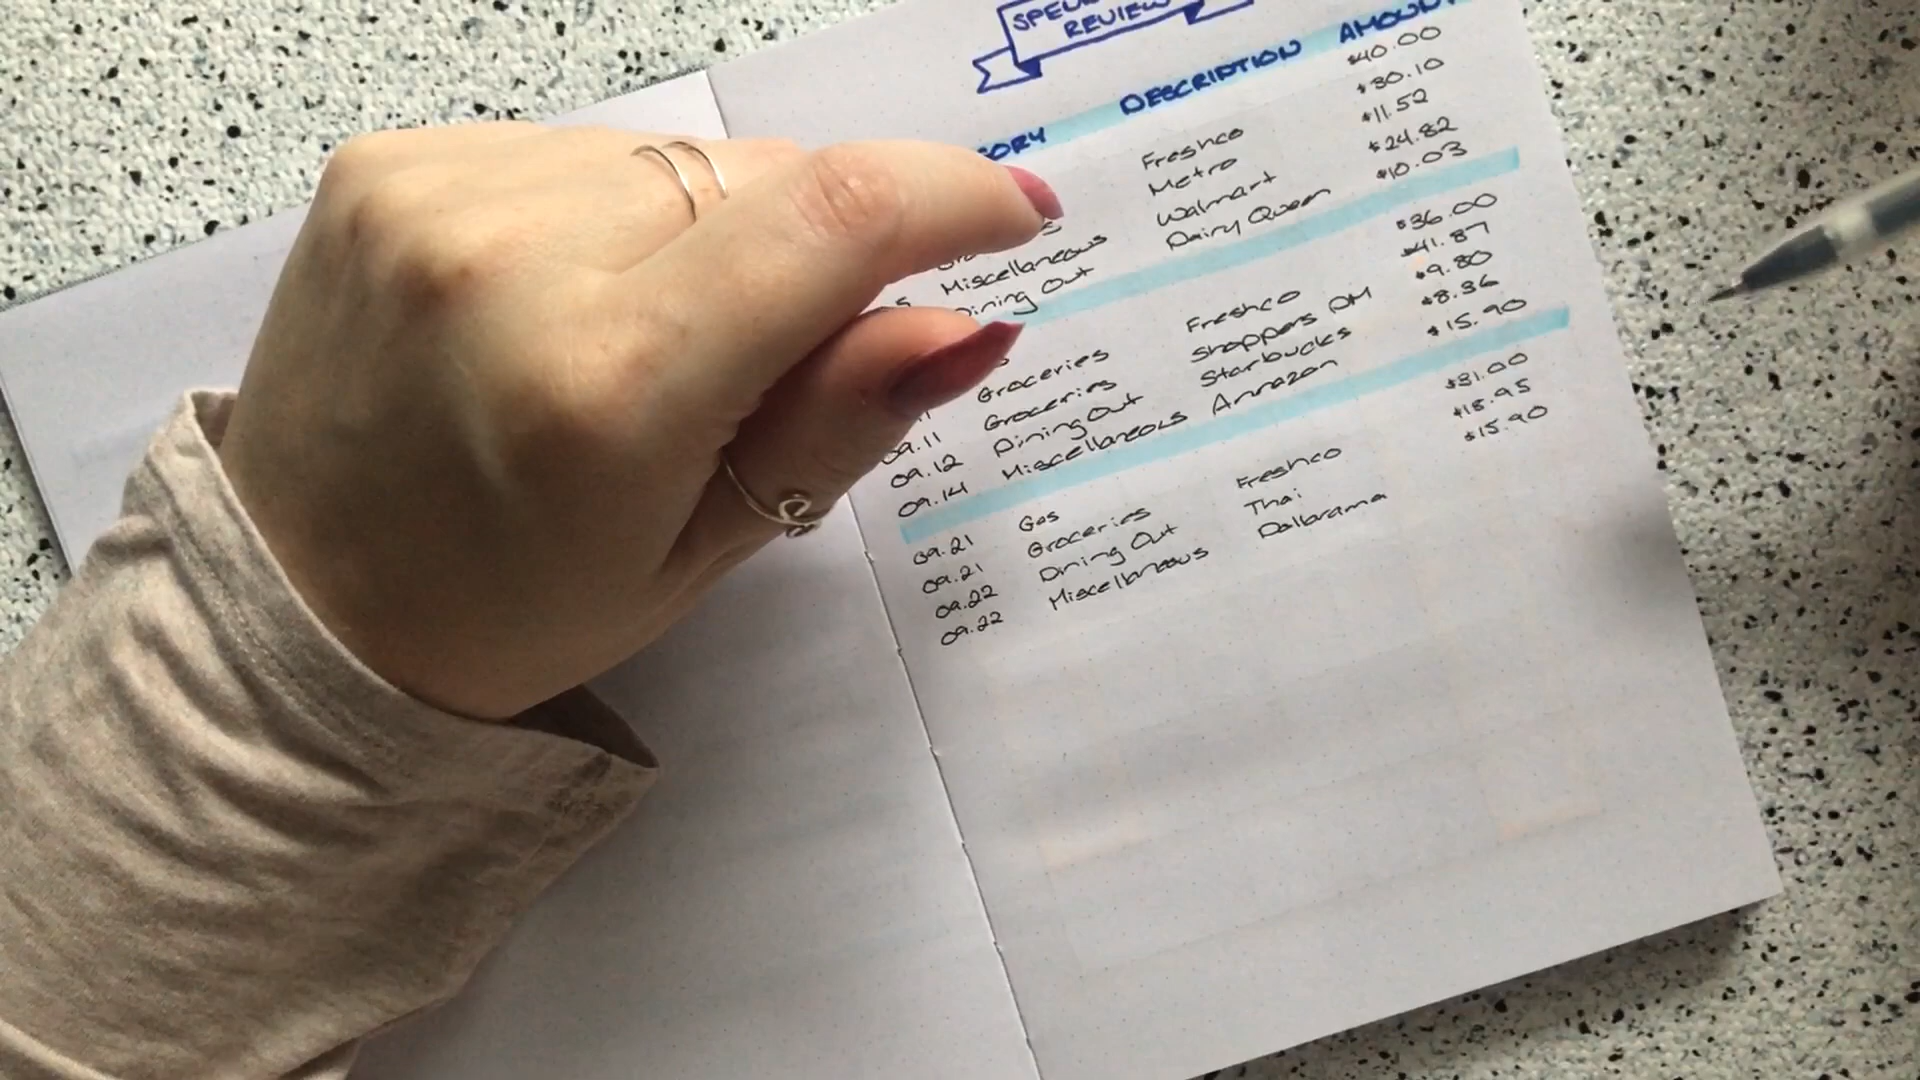 REVIEW
DESCRIPTION AMOUNT
$40.00
Freshco $30.10
Metro $11.52
Miscellaneous Walmart $24.82
Dining Out Dairy Queen $10.03
$36.00
Groceries Freshco $41.87
09.11 Groceries Shoppers DM $9.80
09.12 Dining Out Starbucks $8.36
09.14 Miscellaneous Amazon $15.90
09.21 Gas $31.00
09.21 Groceries Freshco $18.95
09.22 Dining Out Thai $15.90
09.22 Miscellaneous Dollarama